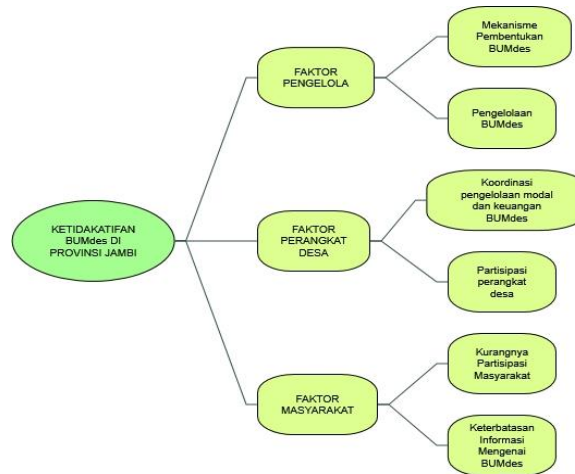 KETIDAKATIFAN
BUMdes DI
PROVINSI JAMBI
FAKTOR
PENGELOLA
Mekanisme
Pembentukan
BUMdes
Pengelolaan
BUMdes
FAKTOR
PERANGKAT
DESA
Koordinasi
pengelolaan modal
dan keuangan
BUMdes
Partisipasi
perangkat
desa
FAKTOR
MASYARAKAT
Kurangnya
Partisipasi
Masyarakat
Keterbatasan
Informasi
Mengenai
BUMdes